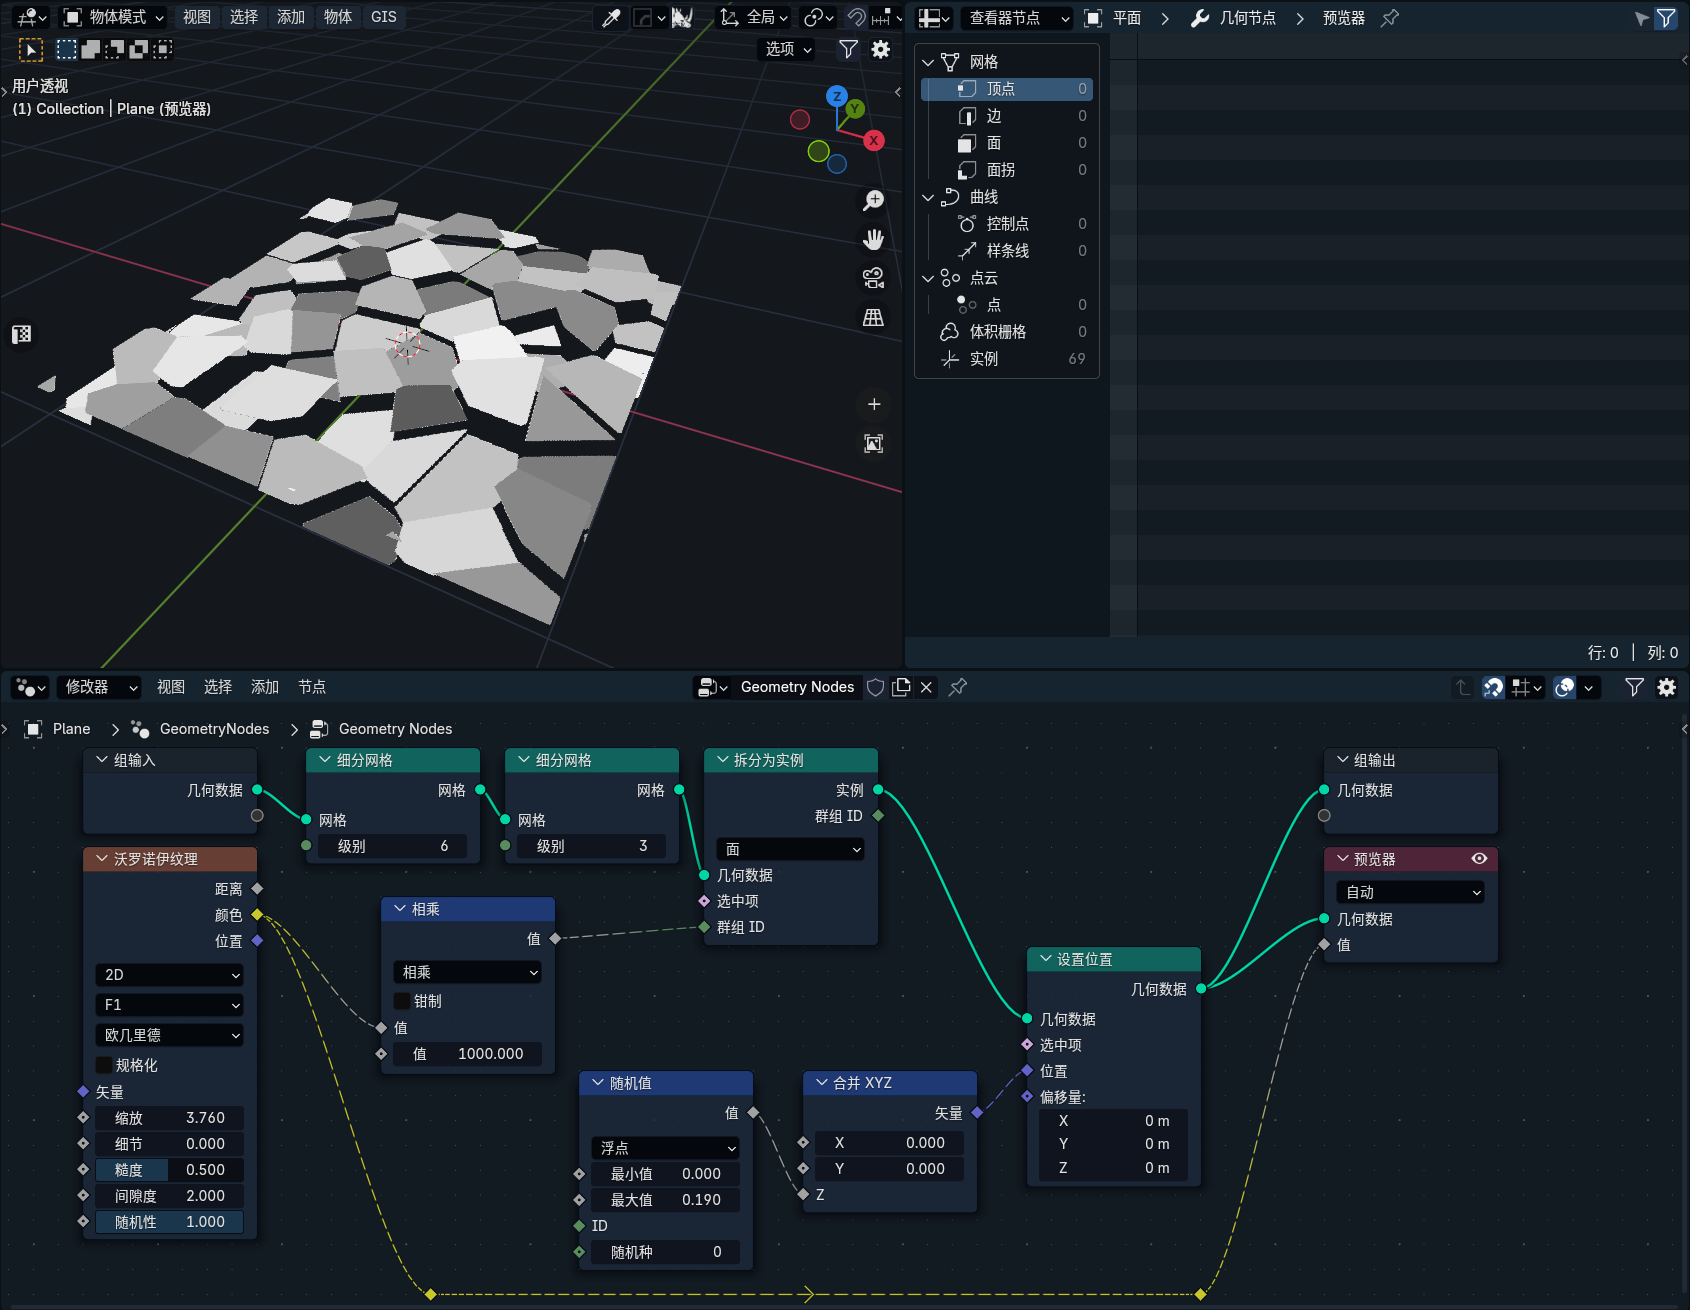 物体模式 视图 选择 添加 物体 GIS 全局
选项
用户透视
(1) Collection | Plane (预览器)
Z
Y
X
查看器节点 平面 几何节点 预览器
网格
顶点 0
边 0
面 0
面拐 0
曲线
控制点 0
样条线 0
点云
点 0
体积栅格 0
实例 69
行: 0 列: 0
修改器 视图 选择 添加 节点 Geometry Nodes
Plane GeometryNodes Geometry Nodes
组输入
几何数据
沃罗诺伊纹理
距离
颜色
位置
2D
F1
欧几里德
规格化
矢量
缩放 3.760
细节 0.000
糙度 0.500
间隙度 2.000
随机性 1.000
细分网格
网格
网格
级别 6
细分网格
网格
网格
级别 3
相乘
值
相乘
钳制
值
值 1000.000
拆分为实例
实例
群组 ID
面
几何数据
选中项
群组 ID
随机值
值
浮点
最小值 0.000
最大值 0.190
ID
随机种 0
合并 XYZ
矢量
X 0.000
Y 0.000
Z
设置位置
几何数据
几何数据
选中项
位置
偏移量:
X 0 m
Y 0 m
Z 0 m
组输出
几何数据
预览器
自动
几何数据
值